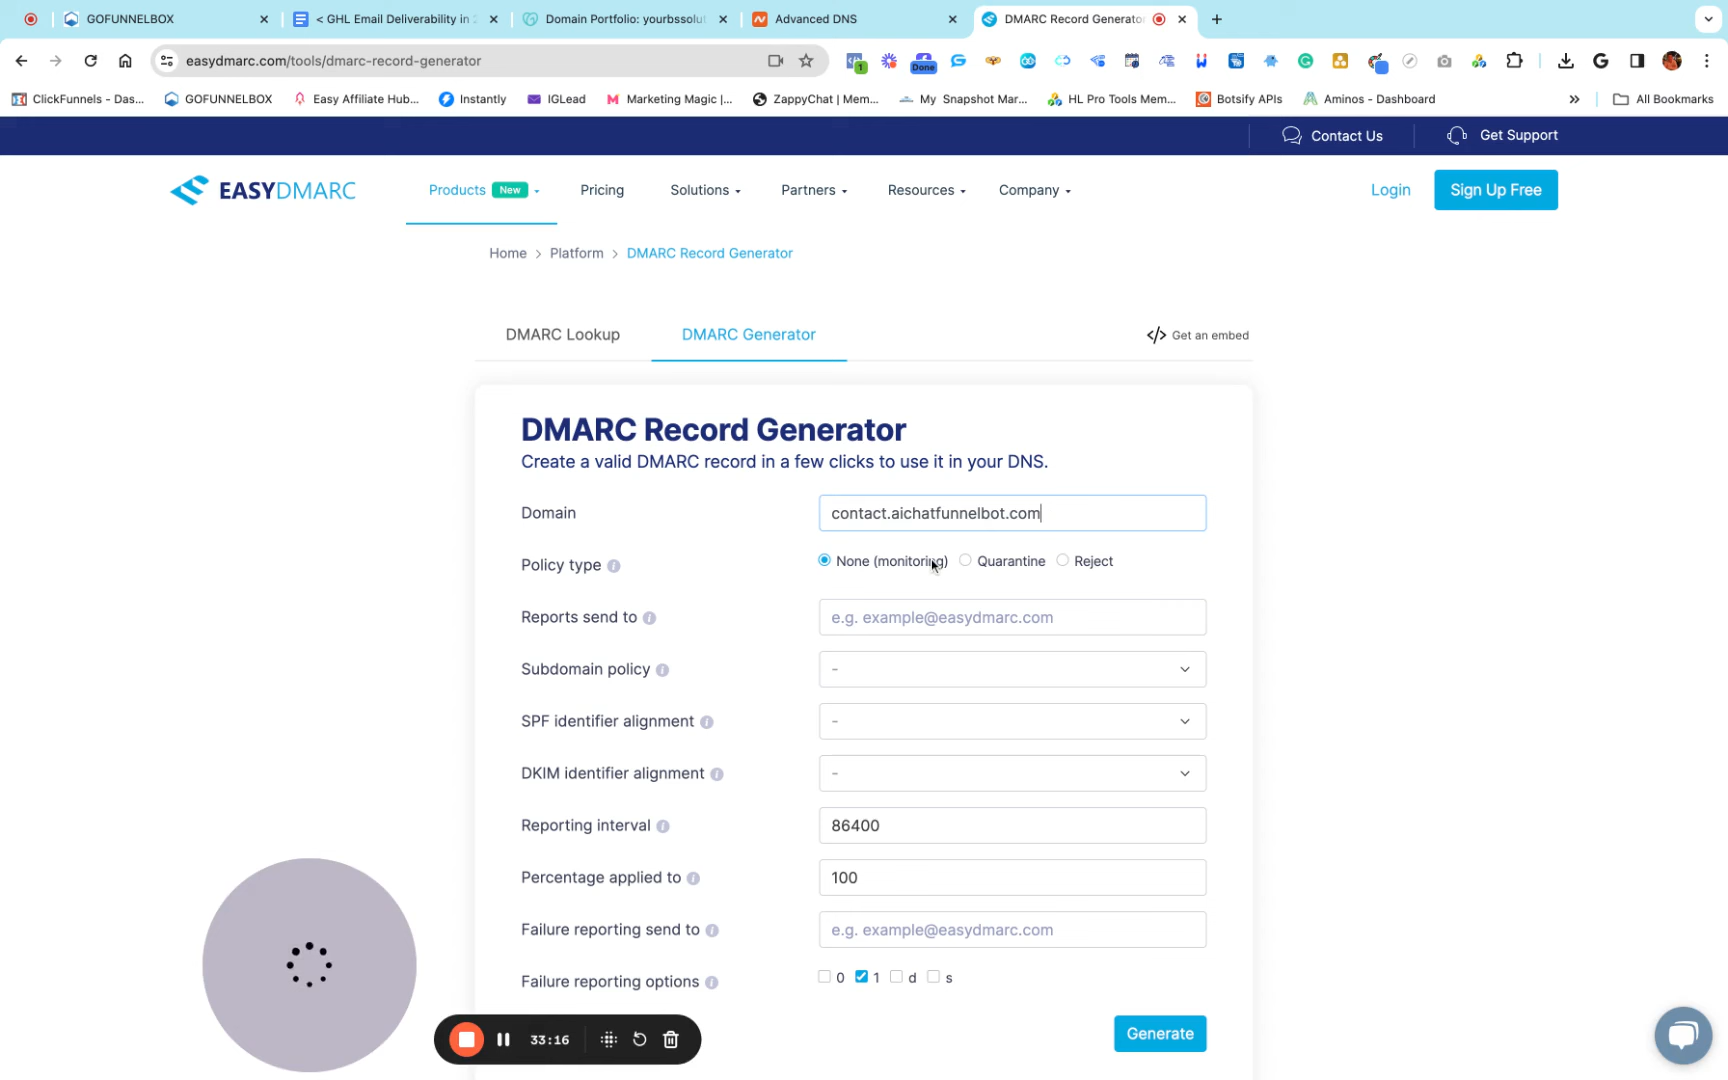 GOFUNNELBOX
< GHL Email Deliverability in 2
Domain Portfolio: yourbssolut
Advanced DNS
DMARC Record Generator
easydmarc.com/tools/dmarc-record-generator
1
Done
ClickFunnels - Das...
GOFUNNELBOX
Easy Affiliate Hub...
Instantly
IGLead
Marketing Magic |...
ZappyChat | Mem...
My Snapshot Mar...
HL Pro Tools Mem...
Botsify APIs
Aminos - Dashboard
All Bookmarks
Contact Us
Get Support
EASYDMARC
Products New
Pricing
Solutions
Partners
Resources
Company
Login
Sign Up Free
Home > Platform > DMARC Record Generator
DMARC Lookup
DMARC Generator
</> Get an embed
DMARC Record Generator
Create a valid DMARC record in a few clicks to use it in your DNS.
Domain
contact.aichatfunnelbot.com
Policy type
None (monitoring) Quarantine Reject
Reports send to
e.g. example@easydmarc.com
Subdomain policy
-
SPF identifier alignment
-
DKIM identifier alignment
-
Reporting interval
86400
Percentage applied to
100
Failure reporting send to
e.g. example@easydmarc.com
Failure reporting options
0 1 d s
33:16
Generate